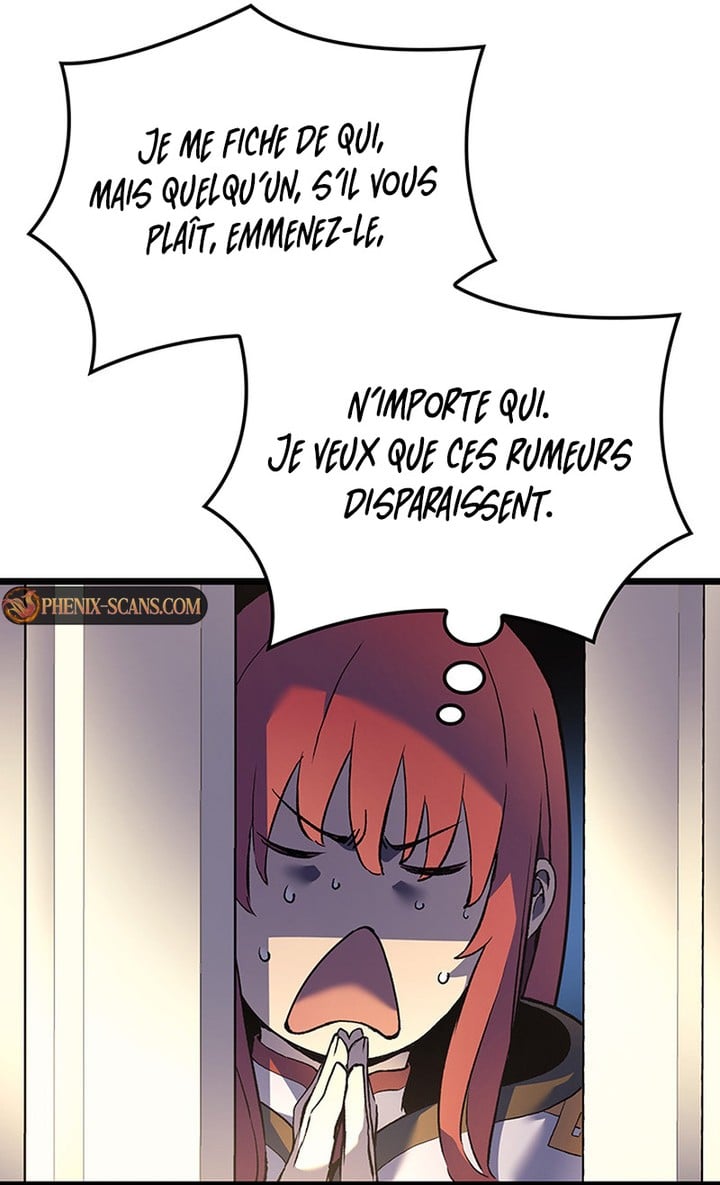 JE ME FICHE DE QUI,
MAIS QUELQU'UN, S'IL VOUS
PLAÎT, EMMENEZ-LE,
N'IMPORTE QUI.
JE VEUX QUE CES RUMEURS
DISPARAISSENT.
PHENIX-SCANS.COM